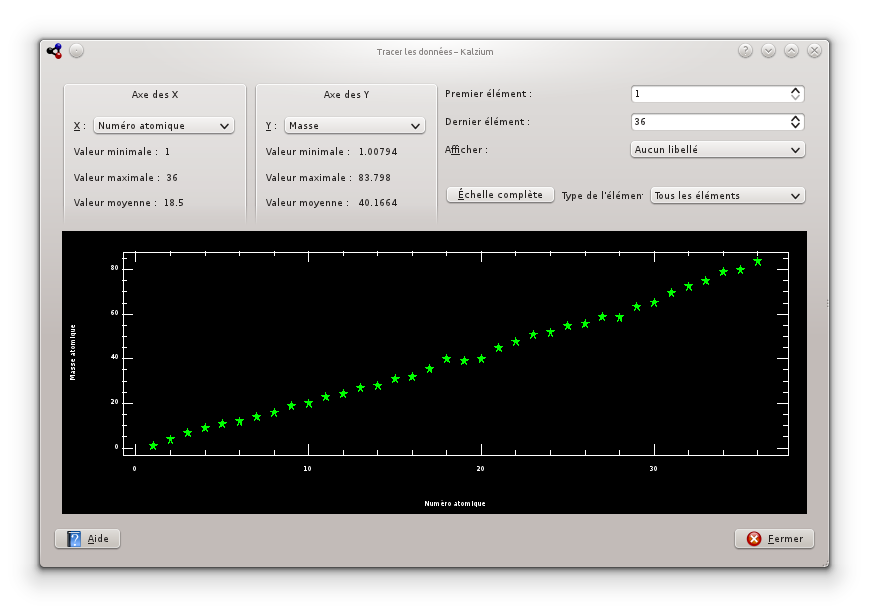 Tracer les données – Kalzium
Axe des X
X : Numéro atomique
Valeur minimale : 1
Valeur maximale : 36
Valeur moyenne : 18.5
Axe des Y
Y : Masse
Valeur minimale : 1.00794
Valeur maximale : 83.798
Valeur moyenne : 40.1664
Premier élément : 1
Dernier élément : 36
Afficher : Aucun libellé
Échelle complète
Type de l'élémen Tous les éléments
Masse atomique
80
60
40
20
0
0 10 20 30
Numéro atomique
Aide
Fermer